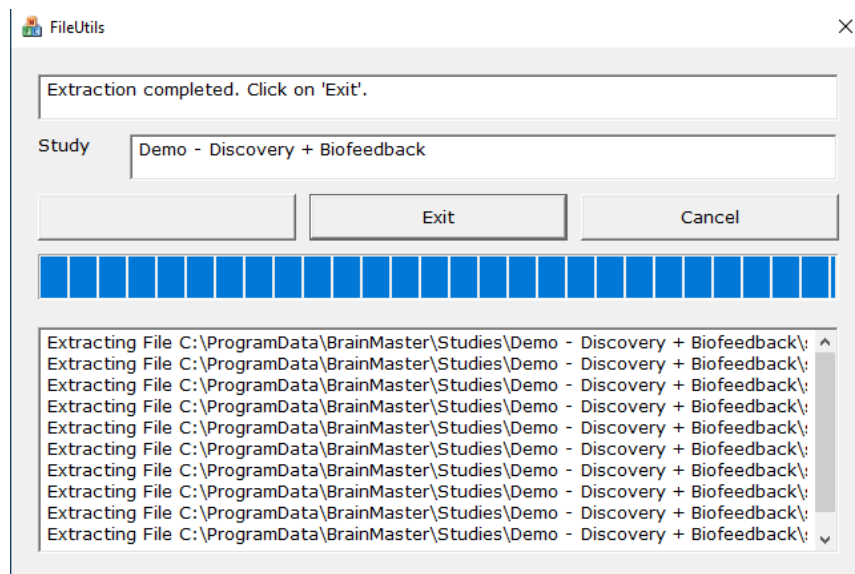 FileUtils
Extraction completed. Click on 'Exit'.
Study
Demo - Discovery + Biofeedback
Exit
Cancel
Extracting File C:\ProgramData\BrainMaster\Studies\Demo - Discovery + Biofeedback\
Extracting File C:\ProgramData\BrainMaster\Studies\Demo - Discovery + Biofeedback\
Extracting File C:\ProgramData\BrainMaster\Studies\Demo - Discovery + Biofeedback\
Extracting File C:\ProgramData\BrainMaster\Studies\Demo - Discovery + Biofeedback\
Extracting File C:\ProgramData\BrainMaster\Studies\Demo - Discovery + Biofeedback\
Extracting File C:\ProgramData\BrainMaster\Studies\Demo - Discovery + Biofeedback\
Extracting File C:\ProgramData\BrainMaster\Studies\Demo - Discovery + Biofeedback\
Extracting File C:\ProgramData\BrainMaster\Studies\Demo - Discovery + Biofeedback\
Extracting File C:\ProgramData\BrainMaster\Studies\Demo - Discovery + Biofeedback\
Extracting File C:\ProgramData\BrainMaster\Studies\Demo - Discovery + Biofeedback\